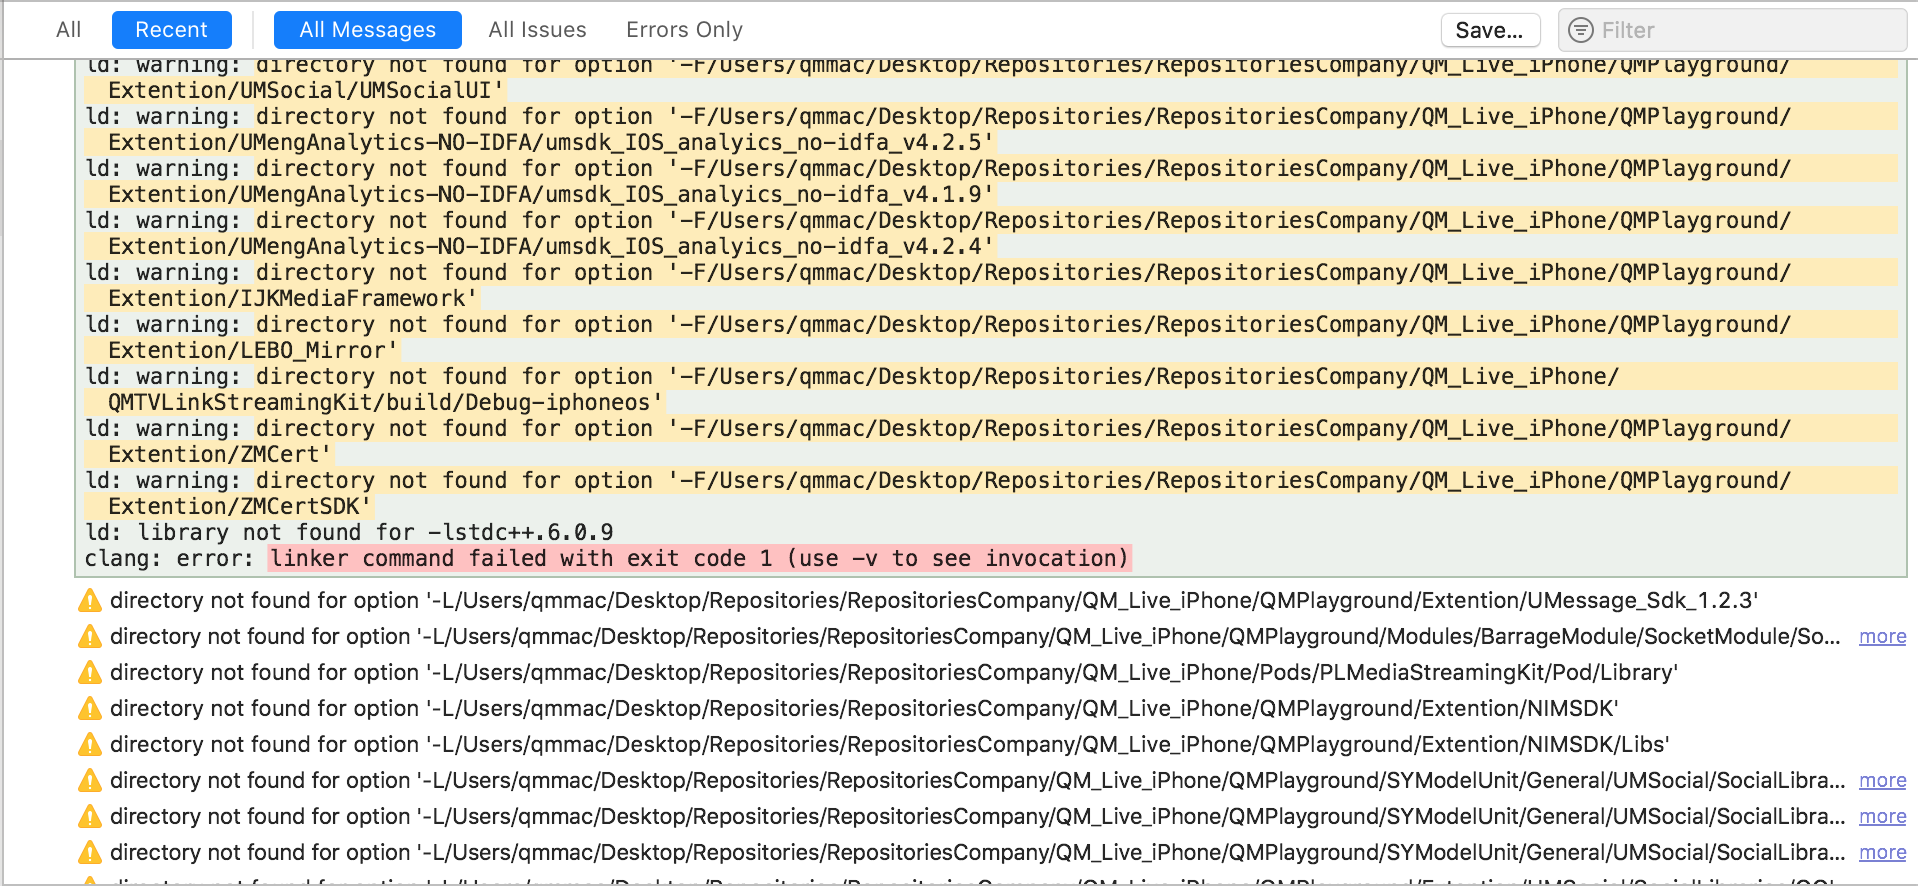 All Recent All Messages All Issues Errors Only Save... Filter
ld: warning: directory not found for option '-F/Users/qmmac/Desktop/Repositories/RepositoriesCompany/QM_Live_iPhone/QMPlayground/
Extention/UMSocial/UMSocialUI'
ld: warning: directory not found for option '-F/Users/qmmac/Desktop/Repositories/RepositoriesCompany/QM_Live_iPhone/QMPlayground/
Extention/UMengAnalytics-NO-IDFA/umsdk_IOS_analyics_no-idfa_v4.2.5'
ld: warning: directory not found for option '-F/Users/qmmac/Desktop/Repositories/RepositoriesCompany/QM_Live_iPhone/QMPlayground/
Extention/UMengAnalytics-NO-IDFA/umsdk_IOS_analyics_no-idfa_v4.1.9'
ld: warning: directory not found for option '-F/Users/qmmac/Desktop/Repositories/RepositoriesCompany/QM_Live_iPhone/QMPlayground/
Extention/UMengAnalytics-NO-IDFA/umsdk_IOS_analyics_no-idfa_v4.2.4'
ld: warning: directory not found for option '-F/Users/qmmac/Desktop/Repositories/RepositoriesCompany/QM_Live_iPhone/QMPlayground/
Extention/IJKMediaFramework'
ld: warning: directory not found for option '-F/Users/qmmac/Desktop/Repositories/RepositoriesCompany/QM_Live_iPhone/QMPlayground/
Extention/LEBO_Mirror'
ld: warning: directory not found for option '-F/Users/qmmac/Desktop/Repositories/RepositoriesCompany/QM_Live_iPhone/
QMTVLinkStreamingKit/build/Debug-iphoneos'
ld: warning: directory not found for option '-F/Users/qmmac/Desktop/Repositories/RepositoriesCompany/QM_Live_iPhone/QMPlayground/
Extention/ZMCert'
ld: warning: directory not found for option '-F/Users/qmmac/Desktop/Repositories/RepositoriesCompany/QM_Live_iPhone/QMPlayground/
Extention/ZMCertSDK'
ld: library not found for -lstdc++.6.0.9
clang: error: linker command failed with exit code 1 (use -v to see invocation)
directory not found for option '-L/Users/qmmac/Desktop/Repositories/RepositoriesCompany/QM_Live_iPhone/QMPlayground/Extention/UMessage_Sdk_1.2.3'
directory not found for option '-L/Users/qmmac/Desktop/Repositories/RepositoriesCompany/QM_Live_iPhone/QMPlayground/Modules/BarrageModule/SocketModule/So... more
directory not found for option '-L/Users/qmmac/Desktop/Repositories/RepositoriesCompany/QM_Live_iPhone/Pods/PLMediaStreamingKit/Pod/Library'
directory not found for option '-L/Users/qmmac/Desktop/Repositories/RepositoriesCompany/QM_Live_iPhone/QMPlayground/Extention/NIMSDK'
directory not found for option '-L/Users/qmmac/Desktop/Repositories/RepositoriesCompany/QM_Live_iPhone/QMPlayground/Extention/NIMSDK/Libs'
directory not found for option '-L/Users/qmmac/Desktop/Repositories/RepositoriesCompany/QM_Live_iPhone/QMPlayground/SYModelUnit/General/UMSocial/SocialLibra... more
directory not found for option '-L/Users/qmmac/Desktop/Repositories/RepositoriesCompany/QM_Live_iPhone/QMPlayground/SYModelUnit/General/UMSocial/SocialLibra... more
directory not found for option '-L/Users/qmmac/Desktop/Repositories/RepositoriesCompany/QM_Live_iPhone/QMPlayground/SYModelUnit/General/UMSocial/SocialLibra... more